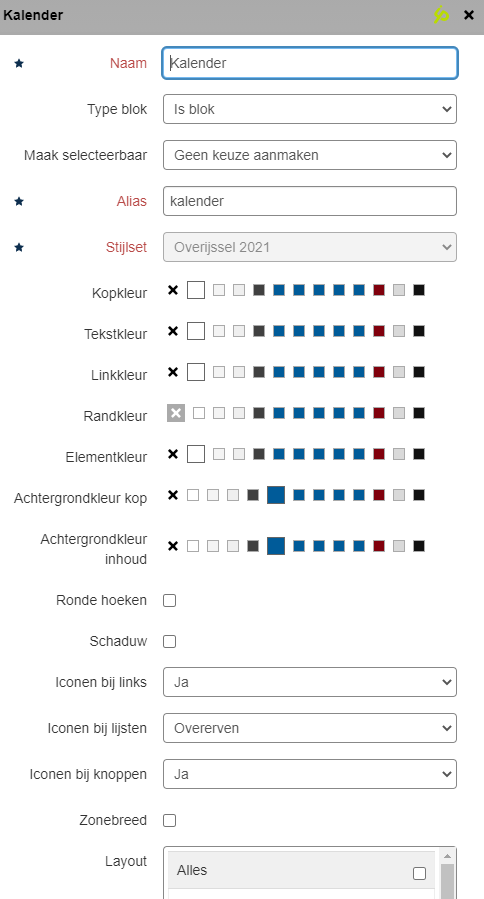 Kalender
Naam Kalender
Type blok Is blok
Maak selecteerbaar Geen keuze aanmaken
Alias kalender
Stijlset Overijssel 2021
Kopkleur
Tekstkleur
Linkkleur
Randkleur
Elementkleur
Achtergrondkleur kop
Achtergrondkleur
inhoud
Ronde hoeken
Schaduw
Iconen bij links Ja
Iconen bij lijsten Overerven
Iconen bij knoppen Ja
Zonebreed
Layout Alles